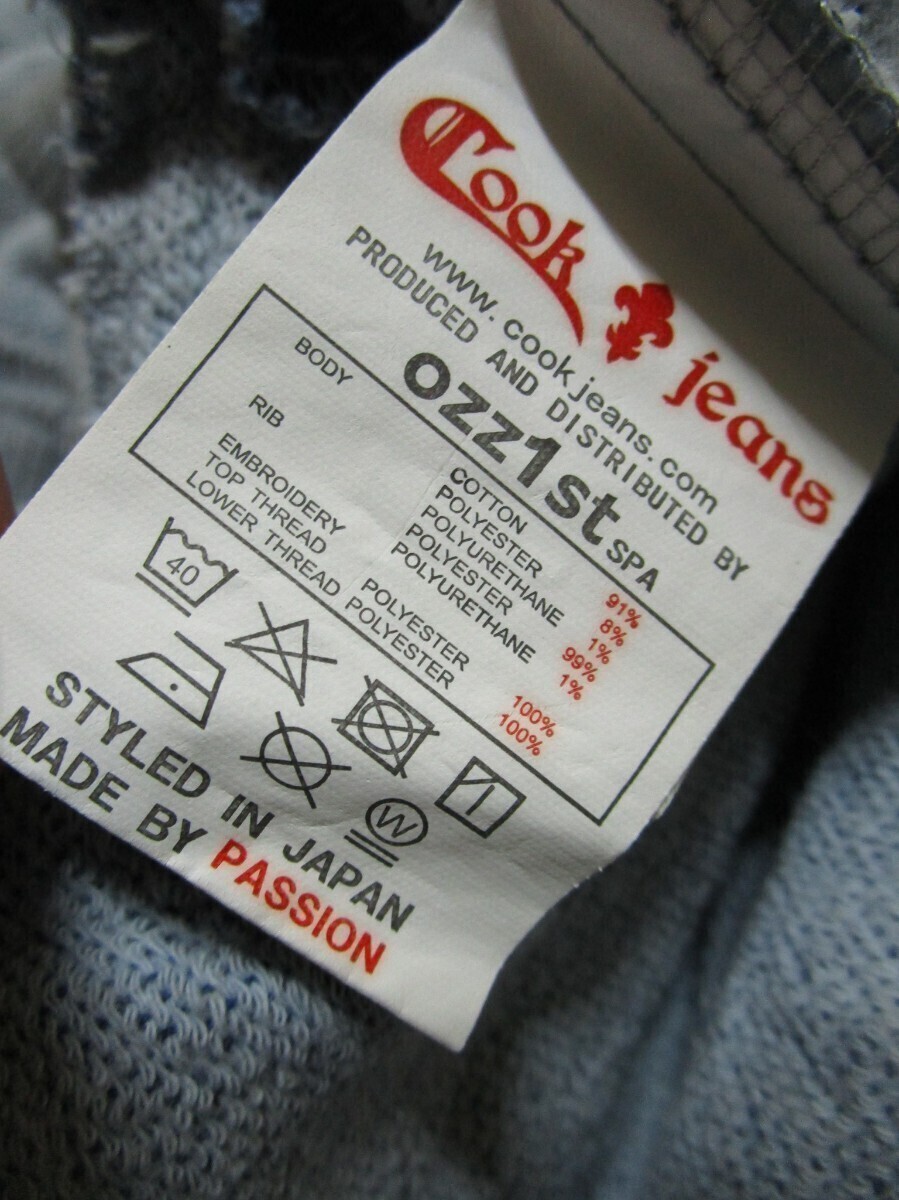 Cook jeans
www.cookjeans.com
PRODUCED AND DISTRIBUTED BY
ozz1st SPA
BODY COTTON 91%
POLYESTER 8%
POLYURETHANE 1%
RIB POLYESTER 99%
POLYURETHANE 1%
EMBROIDERY
TOP THREAD POLYESTER 100%
LOWER THREAD POLYESTER 100%
40
W
STYLED IN JAPAN
MADE BY PASSION